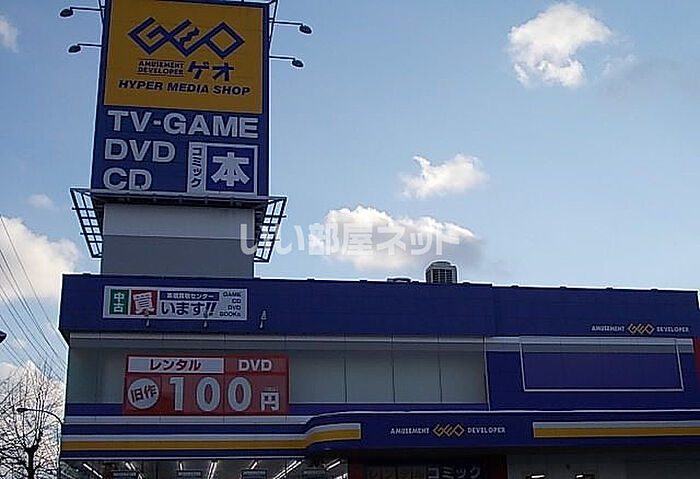 GEO
AMUSEMENT
DEVELOPER ゲオ
HYPER MEDIA SHOP
TV-GAME
DVD
CD
コミック 本
いい部屋ネット
高価買取センター
中古買います!!
GAME
CD
DVD
BOOKs
AMUSEMENT GEO DEVELOPER
レンタル DVD
旧作 100円
AMUSEMENT GEO DEVELOPER
コミック